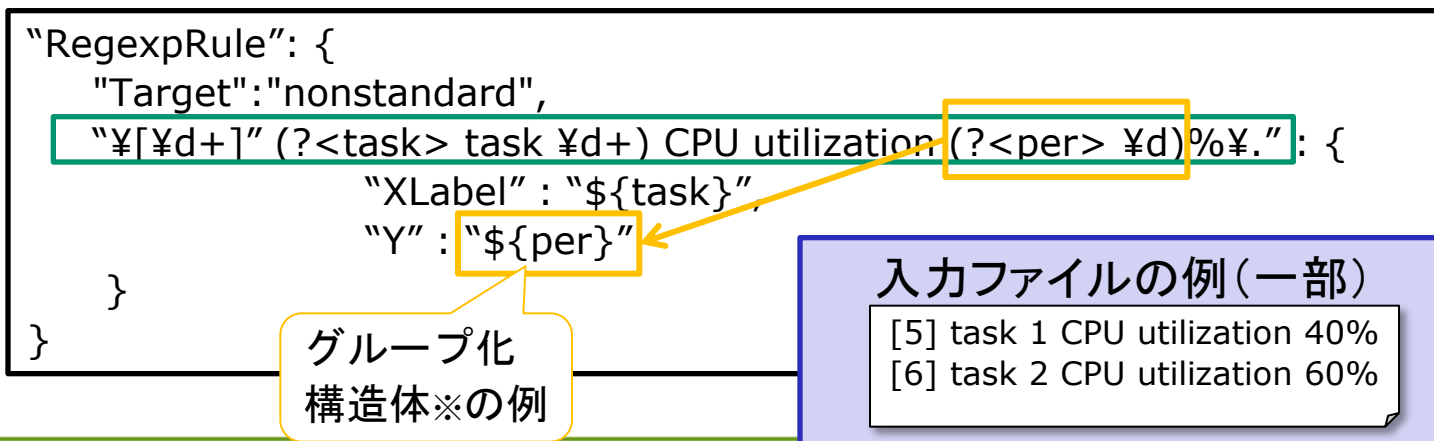 “RegexpRule”: {
"Target":"nonstandard",
“¥[¥d+]” (?<task> task ¥d+) CPU utilization (?<per> ¥d)%¥.” : {
“XLabel” : “${task}”,
“Y” : “${per}”
}
}
グループ化
構造体※の例
入力ファイルの例（一部）
[5] task 1 CPU utilization 40%
[6] task 2 CPU utilization 60%